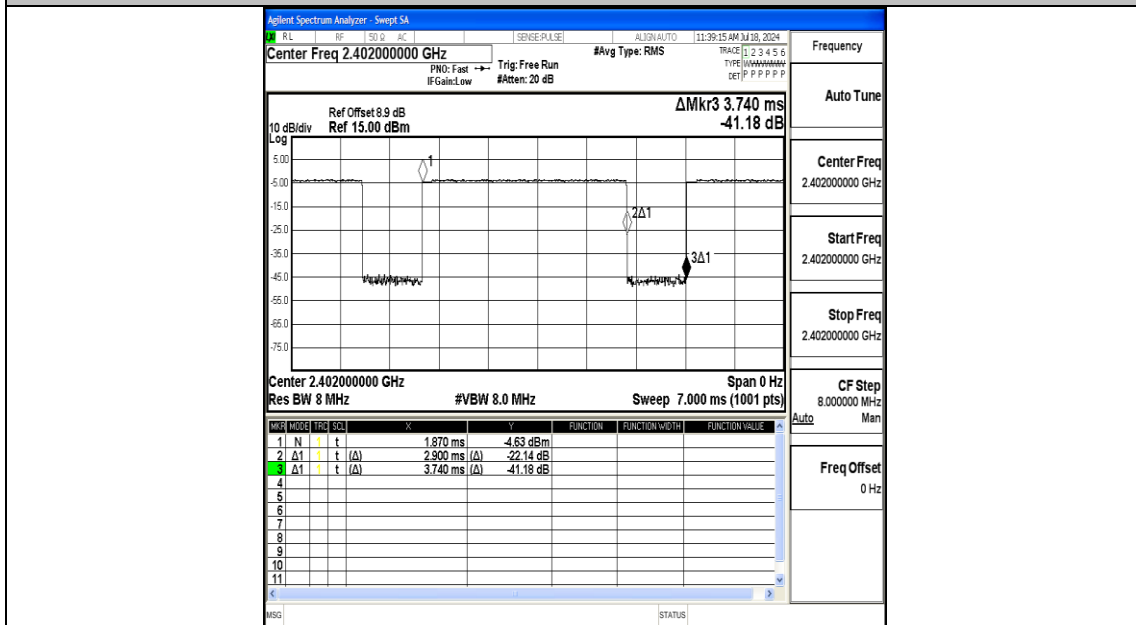 Agilent Spectrum Analyzer - Swept SA
RL RF 50 Ω AC SENSE:PULSE ALIGN AUTO 11:39:15 AM Jul 18, 2024
Center Freq 2.402000000 GHz
#Avg Type: RMS
TRACE 1 2 3 4 5 6
PNO: Fast
Trig: Free Run
TYPE
IFGain:Low
#Atten: 20 dB
DET P P P P P P
Ref Offset 8.9 dB
ΔMkr3 3.740 ms
10 dB/div Ref 15.00 dBm
-41.18 dB
Log
5.00
1
-5.00
-15.0
2Δ1
-25.0
-35.0
3Δ1
-45.0
-55.0
-65.0
-75.0
Center 2.402000000 GHz Span 0 Hz
Res BW 8 MHz #VBW 8.0 MHz Sweep 7.000 ms (1001 pts)
MKR MODE TRC SCL X Y FUNCTION FUNCTION WIDTH FUNCTION VALUE
1 N 1 t 1.870 ms -4.63 dBm
2 Δ1 1 t (Δ) 2.900 ms (Δ) -22.14 dB
3 Δ1 1 t (Δ) 3.740 ms (Δ) -41.18 dB
4
5
6
7
8
9
10
11
MSG STATUS
Frequency
Auto Tune
Center Freq
2.402000000 GHz
Start Freq
2.402000000 GHz
Stop Freq
2.402000000 GHz
CF Step
8.000000 MHz
Auto Man
Freq Offset
0 Hz